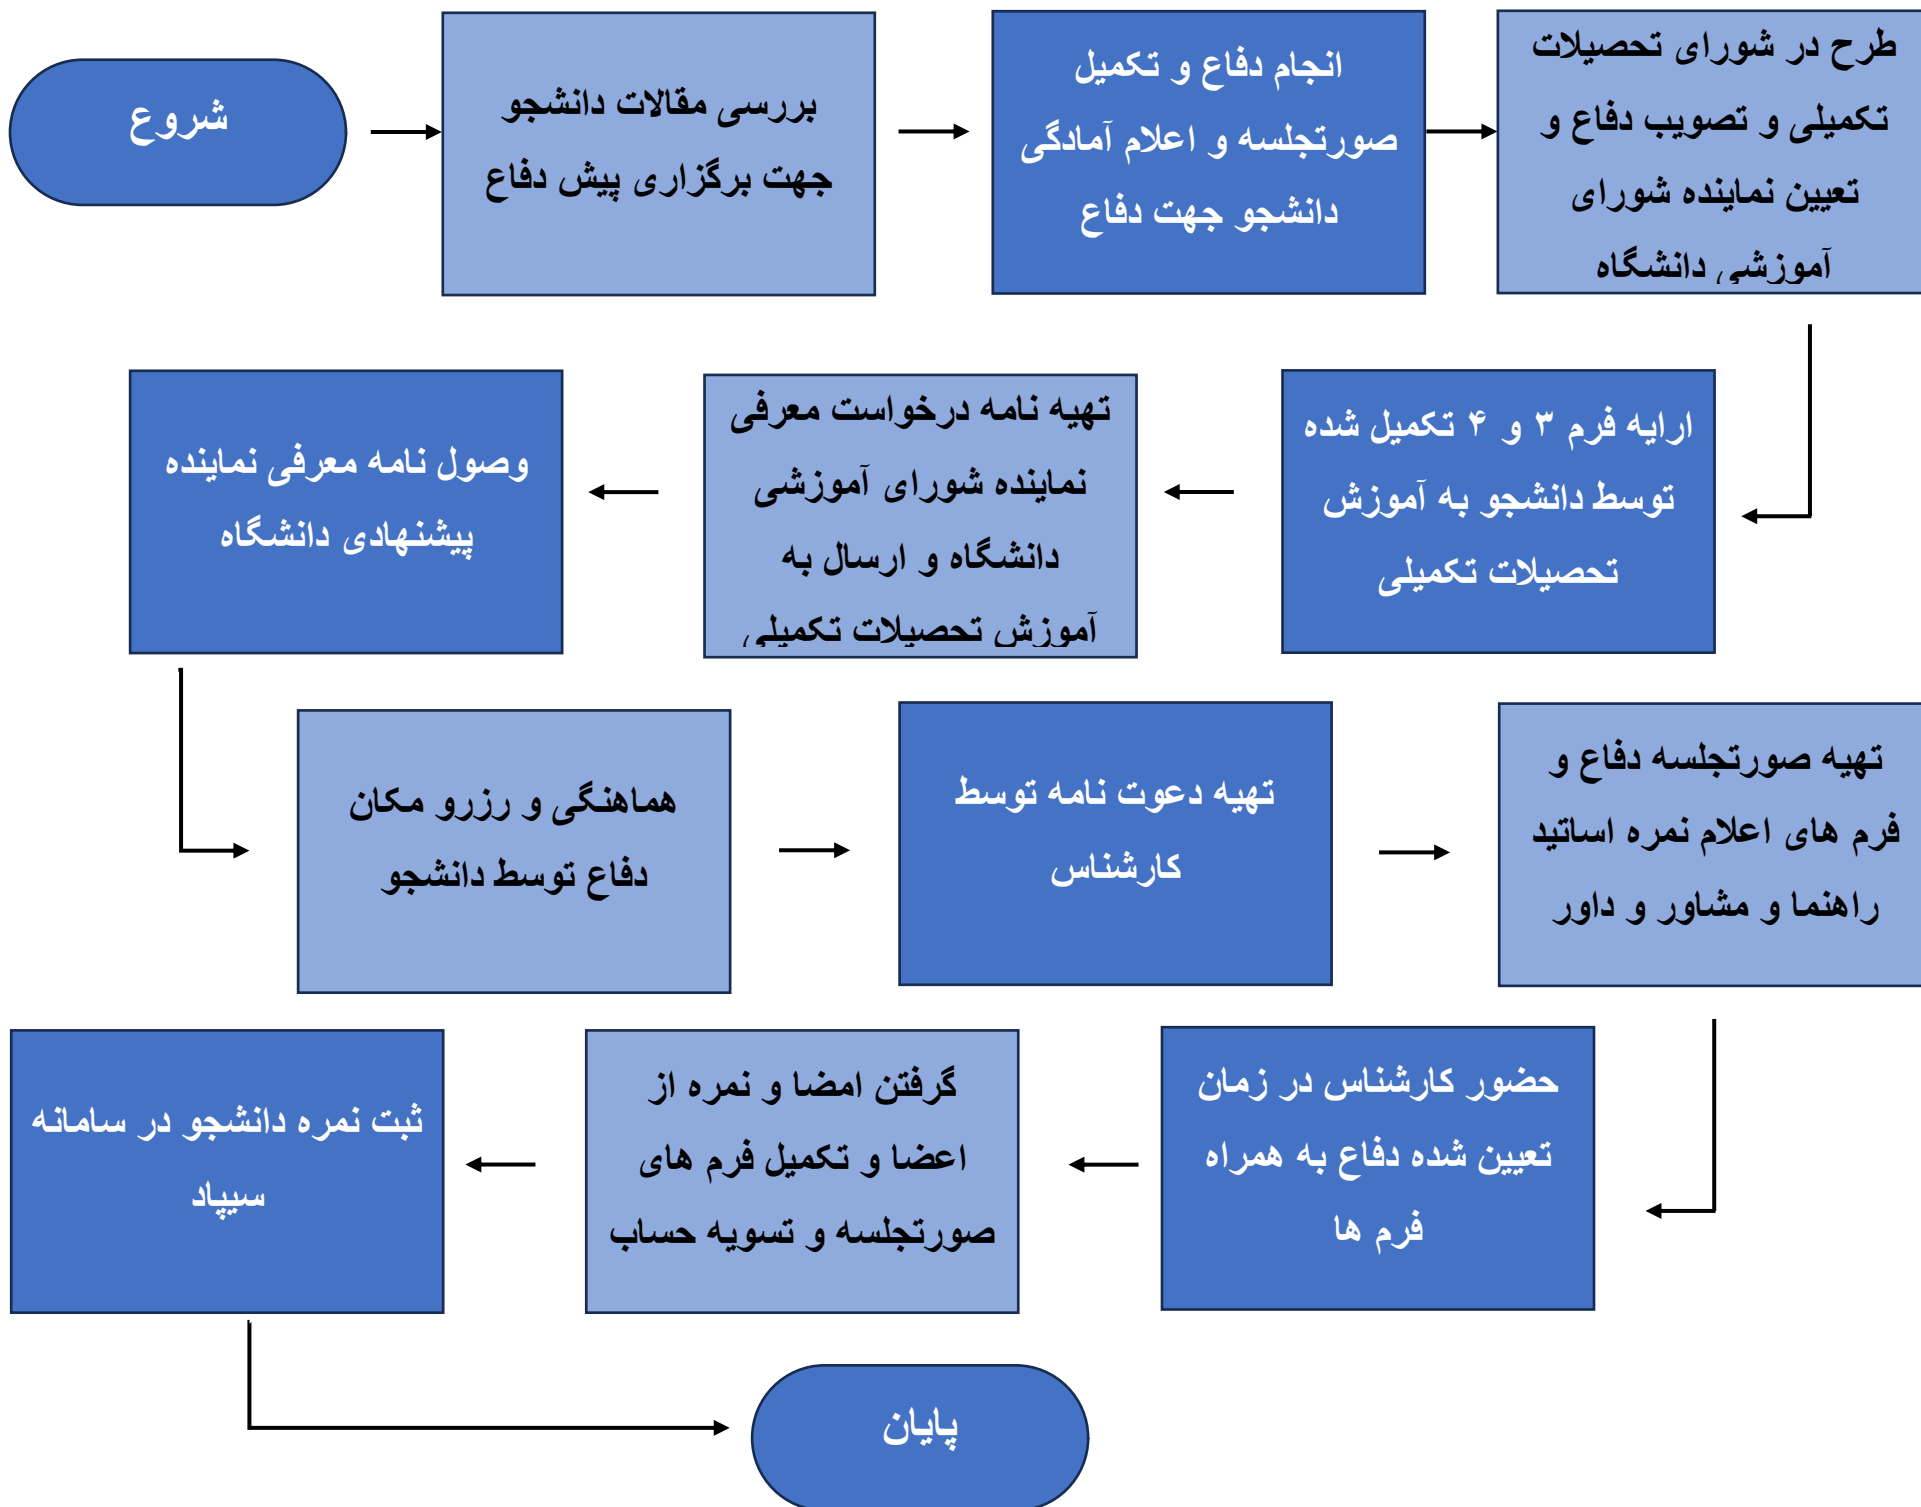 شروع
بررسی مقالات دانشجو
جهت برگزاری پیش دفاع
انجام دفاع و تکمیل
صورتجلسه و اعلام آمادگی
دانشجو جهت دفاع
طرح در شورای تحصیلات
تکمیلی و تصویب دفاع و
تعیین نماینده شورای
آموزشی دانشگاه
ارایه فرم ۳ و ۴ تکمیل شده
توسط دانشجو به آموزش
تحصیلات تکمیلی
تهیه نامه درخواست معرفی
نماینده شورای آموزشی
دانشگاه و ارسال به
آموزش تحصیلات تکمیلی
وصول نامه معرفی نماینده
پیشنهادی دانشگاه
هماهنگی و رزرو مکان
دفاع توسط دانشجو
تهیه دعوت نامه توسط
کارشناس
تهیه صورتجلسه دفاع و
فرم های اعلام نمره اساتید
راهنما و مشاور و داور
حضور کارشناس در زمان
تعیین شده دفاع به همراه
فرم ها
گرفتن امضا و نمره از
اعضا و تکمیل فرم های
صورتجلسه و تسویه حساب
ثبت نمره دانشجو در سامانه
سیپاد
پایان